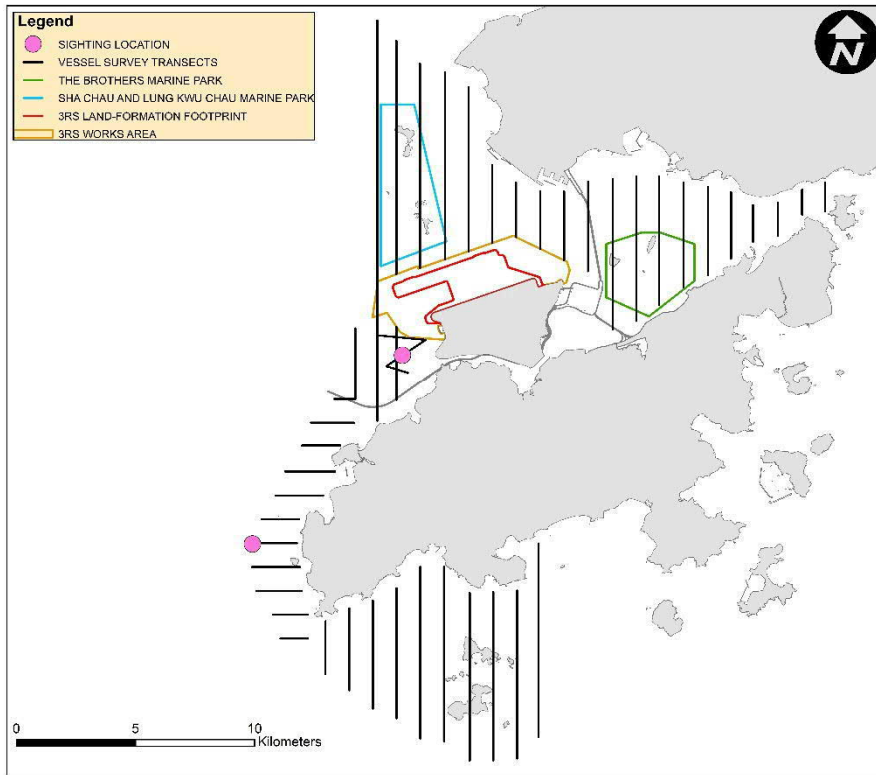 Legend
SIGHTING LOCATION
VESSEL SURVEY TRANSECTS
THE BROTHERS MARINE PARK
SHA CHAU AND LUNG KWU CHAU MARINE PARK
3RS LAND-FORMATION FOOTPRINT
3RS WORKS AREA
N
0 5 10
Kilometers